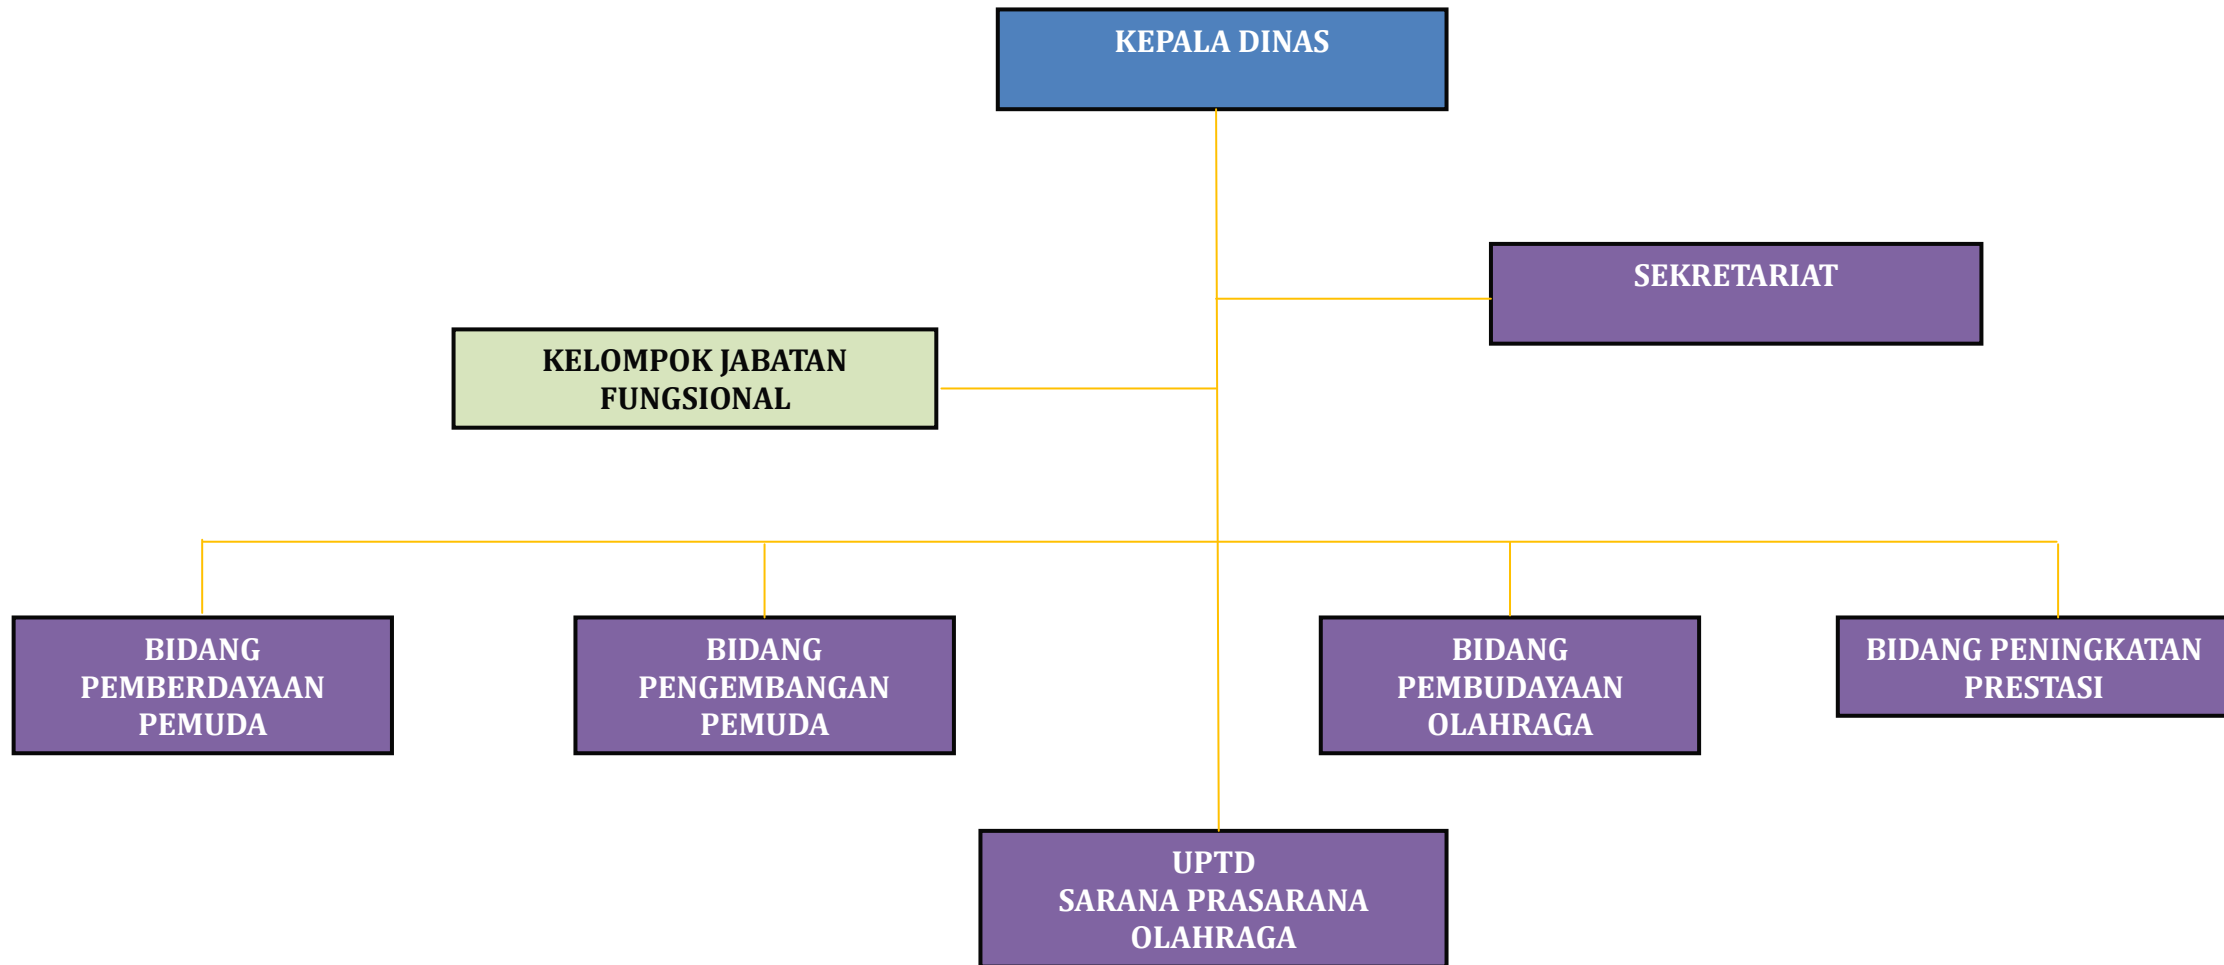 KEPALA DINAS
SEKRETARIAT
KELOMPOK JABATAN
FUNGSIONAL
BIDANG
PEMBERDAYAAN
PEMUDA
BIDANG
PENGEMBANGAN
PEMUDA
BIDANG
PEMBUDAYAAN
OLAHRAGA
BIDANG PENINGKATAN
PRESTASI
UPTD
SARANA PRASARANA
OLAHRAGA